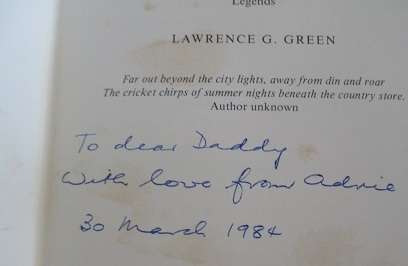 Legends
LAWRENCE G. GREEN
Far out beyond the city lights, away from din and roar
The cricket chirps of summer nights beneath the country store.
Author unknown
To dear Daddy
With love from Adrie
30 March 1984